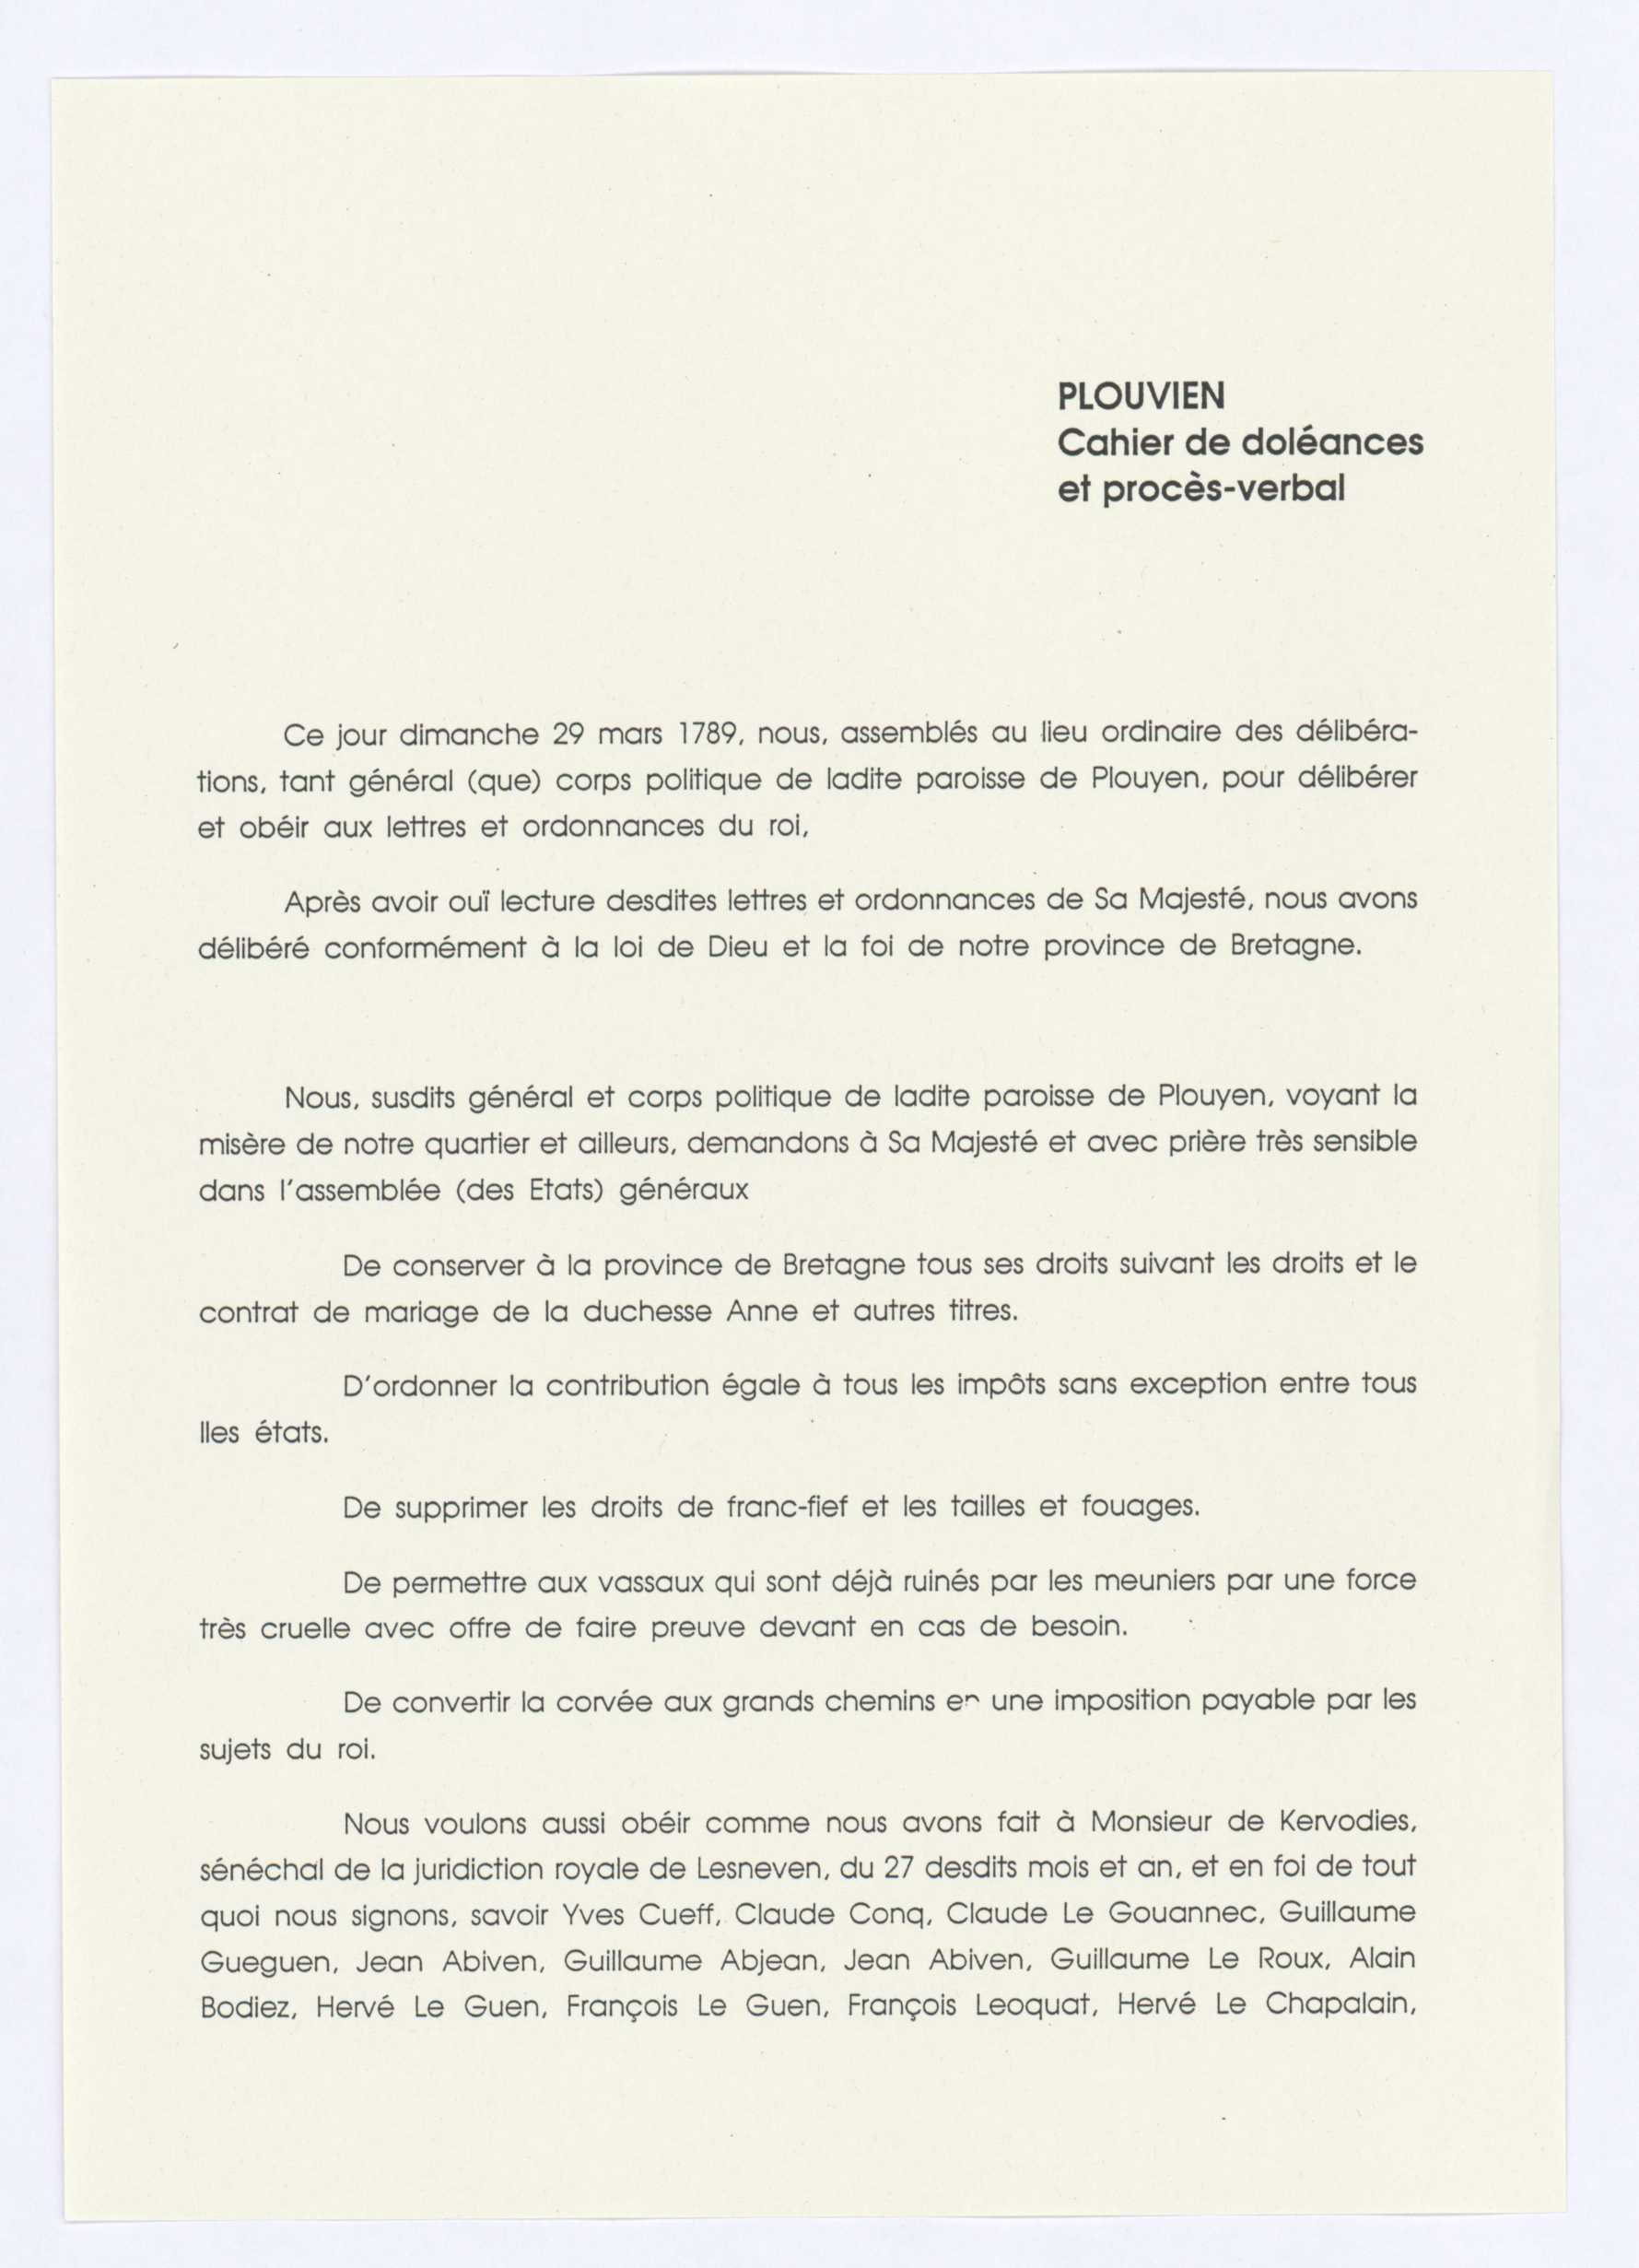 PLOUVIEN
Cahier de doléances
et procès-verbal
Ce jour dimanche 29 mars 1789, nous, assemblés au lieu ordinaire des délibéra-
tions, tant général (que) corps politique de ladite paroisse de Plouyen, pour délibérer
et obéir aux lettres et ordonnances du roi,
Après avoir ouï lecture desdites lettres et ordonnances de Sa Majesté, nous avons
délibéré conformément à la loi de Dieu et la foi de notre province de Bretagne.
Nous, susdits général et corps politique de ladite paroisse de Plouyen, voyant la
misère de notre quartier et ailleurs, demandons à Sa Majesté et avec prière très sensible
dans l'assemblée (des Etats) généraux
De conserver à la province de Bretagne tous ses droits suivant les droits et le
contrat de mariage de la duchesse Anne et autres titres.
D'ordonner la contribution égale à tous les impôts sans exception entre tous
lles états.
De supprimer les droits de franc-fief et les tailles et fouages.
De permettre aux vassaux qui sont déjà ruinés par les meuniers par une force
très cruelle avec offre de faire preuve devant en cas de besoin.
De convertir la corvée aux grands chemins en une imposition payable par les
sujets du roi.
Nous voulons aussi obéir comme nous avons fait à Monsieur de Kervodies,
sénéchal de la juridiction royale de Lesneven, du 27 desdits mois et an, et en foi de tout
quoi nous signons, savoir Yves Cueff, Claude Conq, Claude Le Gouannec, Guillaume
Gueguen, Jean Abiven, Guillaume Abjean, Jean Abiven, Guillaume Le Roux, Alain
Bodiez, Hervé Le Guen, François Le Guen, François Leoquat, Hervé Le Chapalain,